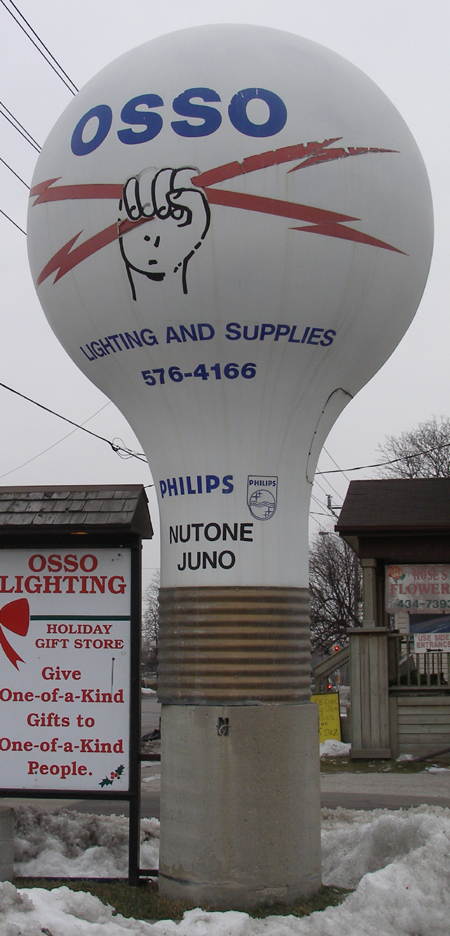 OSSO
LIGHTING AND SUPPLIES
576-4166
PHILIPS
PHILIPS
NUTONE
JUNO
OSSO
LIGHTING
HOLIDAY
GIFT STORE
Give
One-of-a-Kind
Gifts to
One-of-a-Kind
People.
FLOWER
434-739
USE SIDE
ENTRANCE